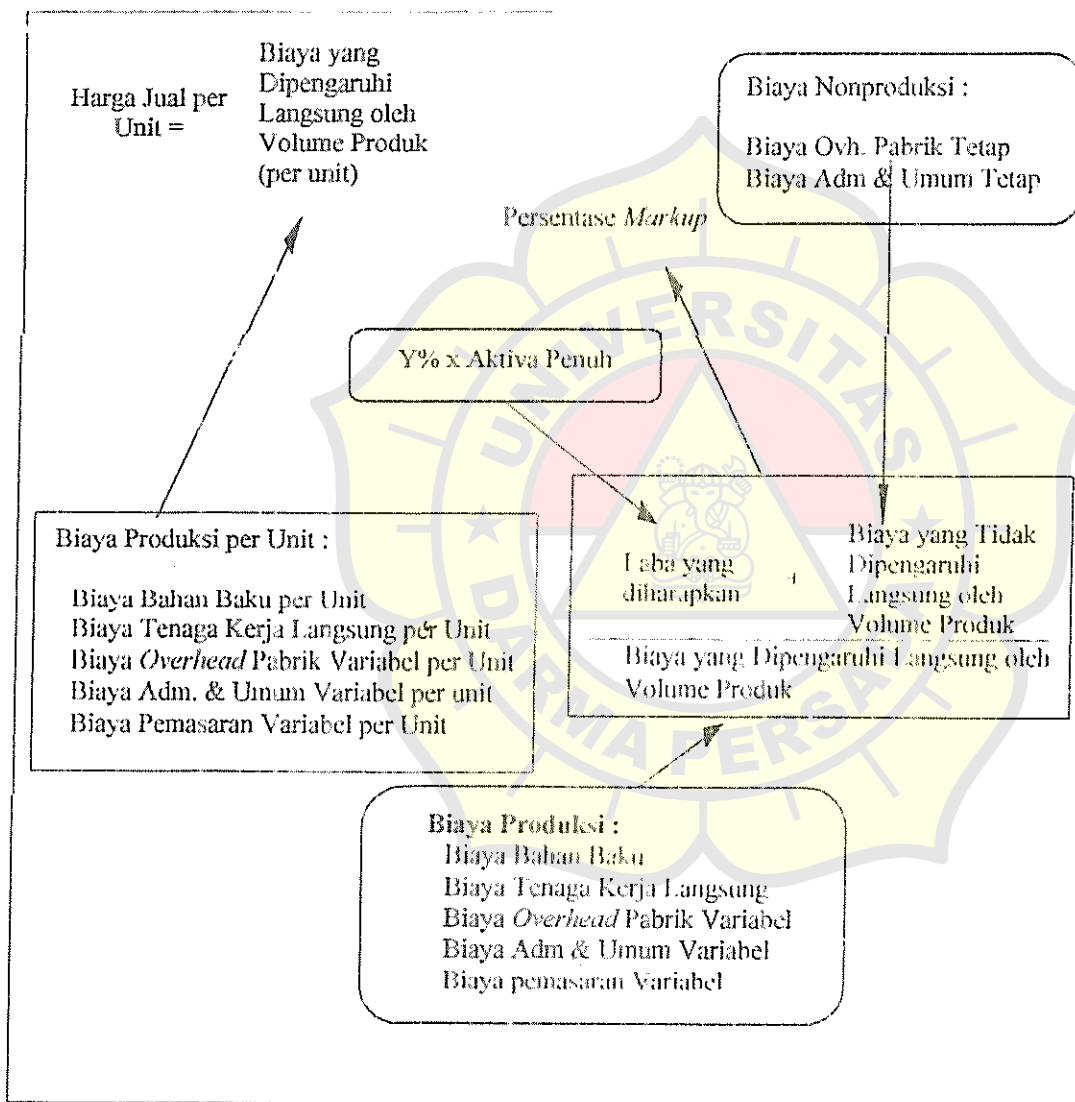 Harga Jual per
Unit =
Biaya yang
Dipengaruhi
Langsung oleh
Volume Produk
(per unit)
Biaya Nonproduksi :
Biaya Ovh. Pabrik Tetap
Biaya Adm & Umum Tetap
Persentase Markup
Y% x Aktiva Penuh
Biaya Produksi per Unit :
Biaya Bahan Baku per Unit
Biaya Tenaga Kerja Langsung per Unit
Biaya Overhead Pabrik Variabel per Unit
Biaya Adm. & Umum Variabel per unit
Biaya Pemasaran Variabel per Unit
Laba yang
diharapkan
+
Biaya yang Tidak
Dipengaruhi
Langsung oleh
Volume Produk
Biaya yang Dipengaruhi Langsung oleh
Volume Produk
Biaya Produksi :
Biaya Bahan Baku
Biaya Tenaga Kerja Langsung
Biaya Overhead Pabrik Variabel
Biaya Adm & Umum Variabel
Biaya pemasaran Variabel
UNIVERSITAS
DARMA PERSADA